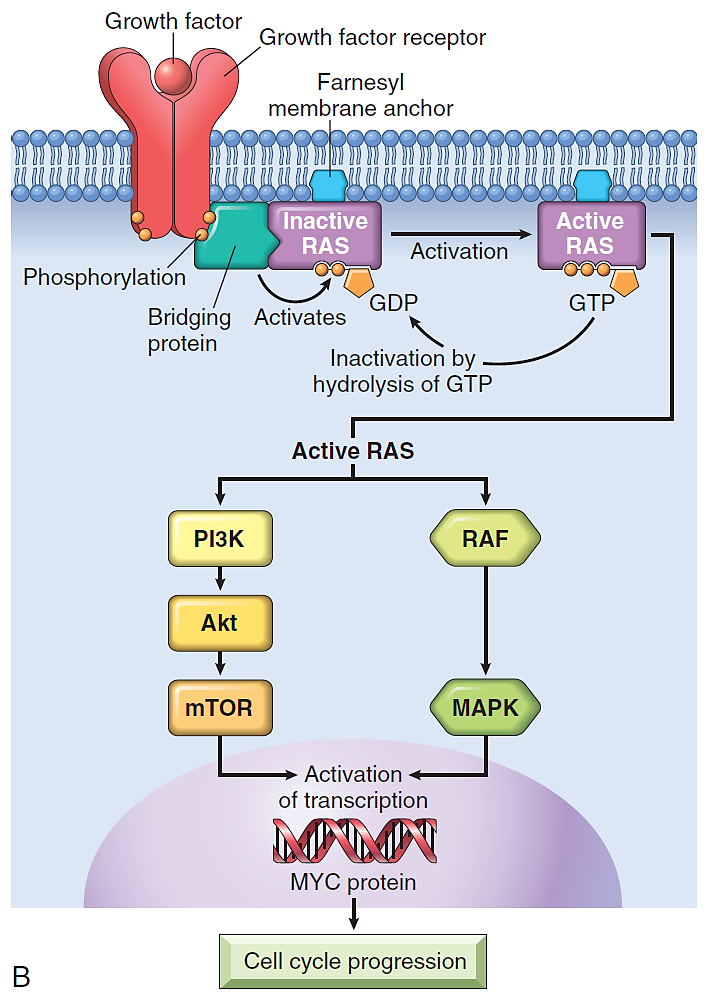 Growth factor
Growth factor receptor
Farnesyl
membrane anchor
Inactive
RAS
Active
RAS
Activation
Phosphorylation
GDP
GTP
Bridging
protein
Activates
Inactivation by
hydrolysis of GTP
Active RAS
PI3K
RAF
Akt
mTOR
MAPK
Activation
of transcription
MYC protein
Cell cycle progression
B